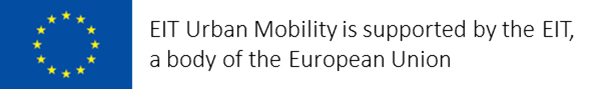 EIT Urban Mobility is supported by the EIT,
a body of the European Union